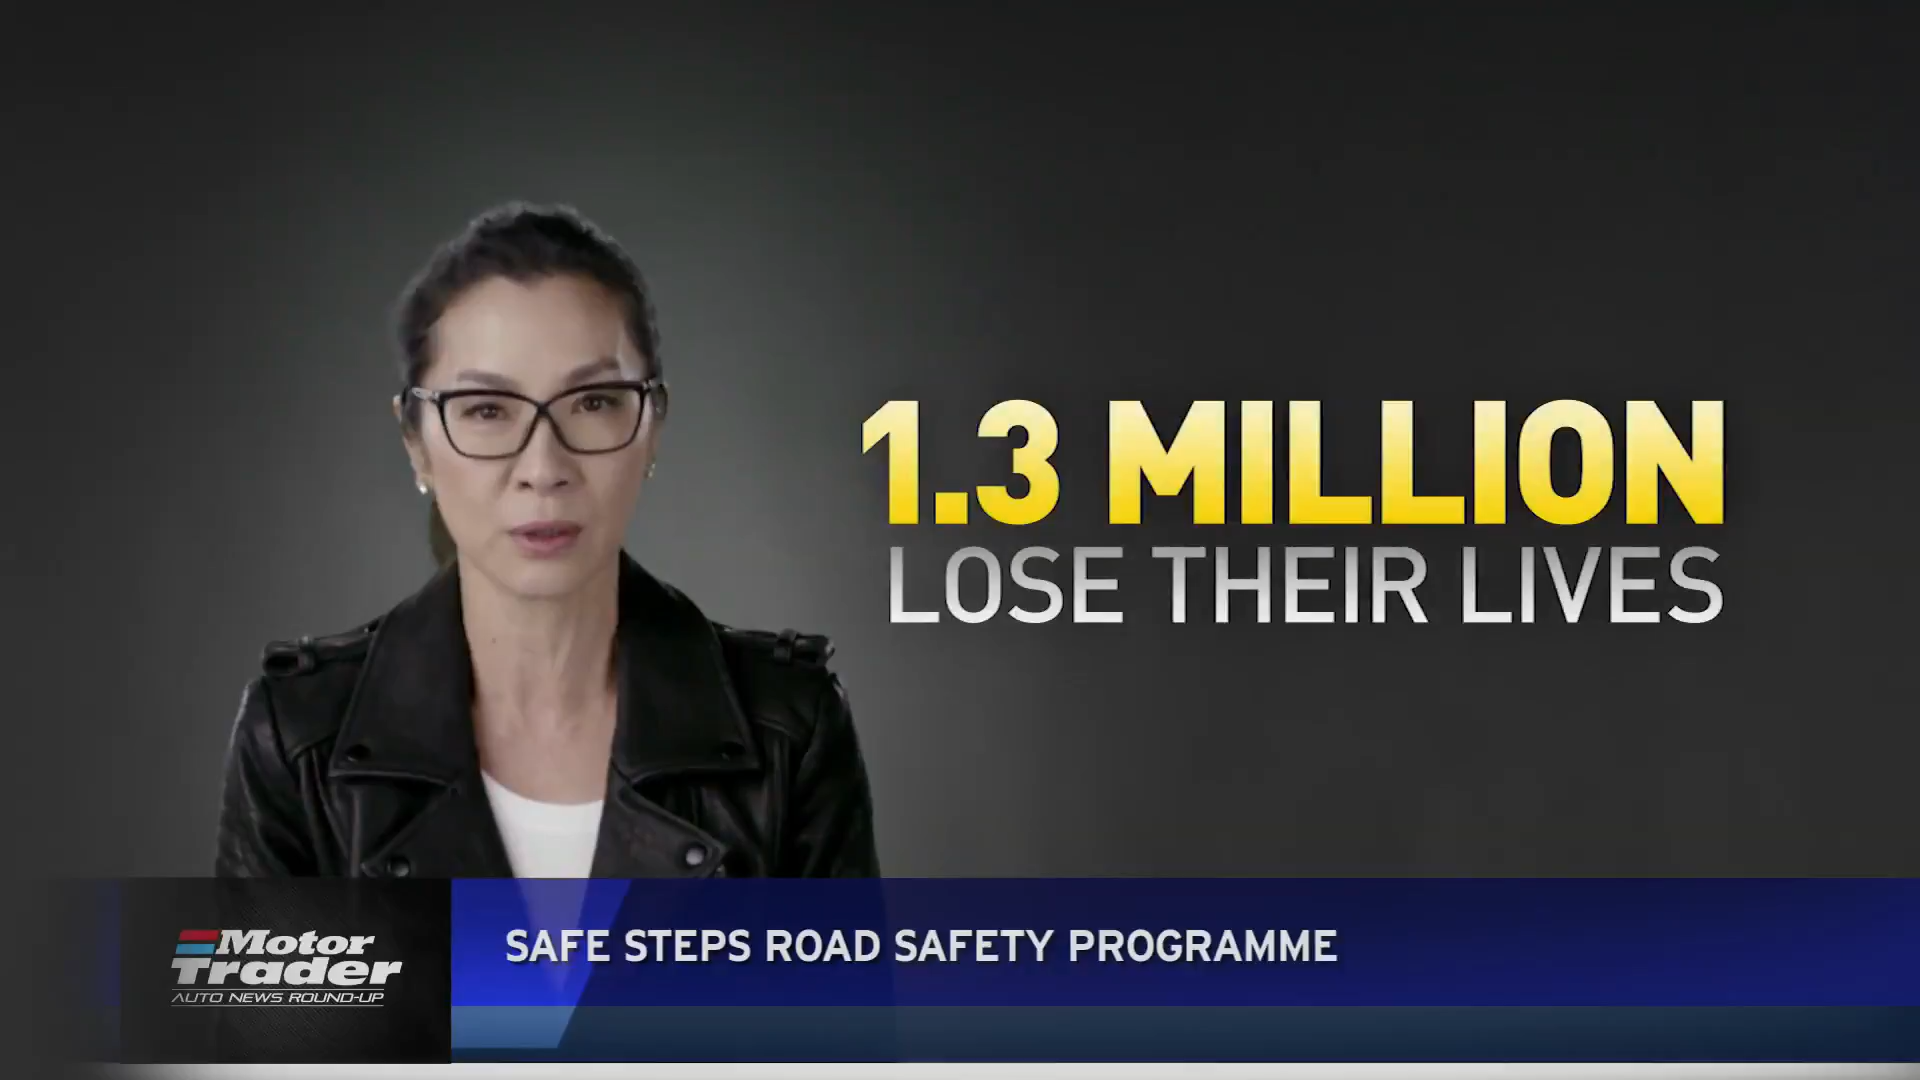 1.3 MILLION
LOSE THEIR LIVES
Motor
Trader
AUTO NEWS ROUND-UP
SAFE STEPS ROAD SAFETY PROGRAMME